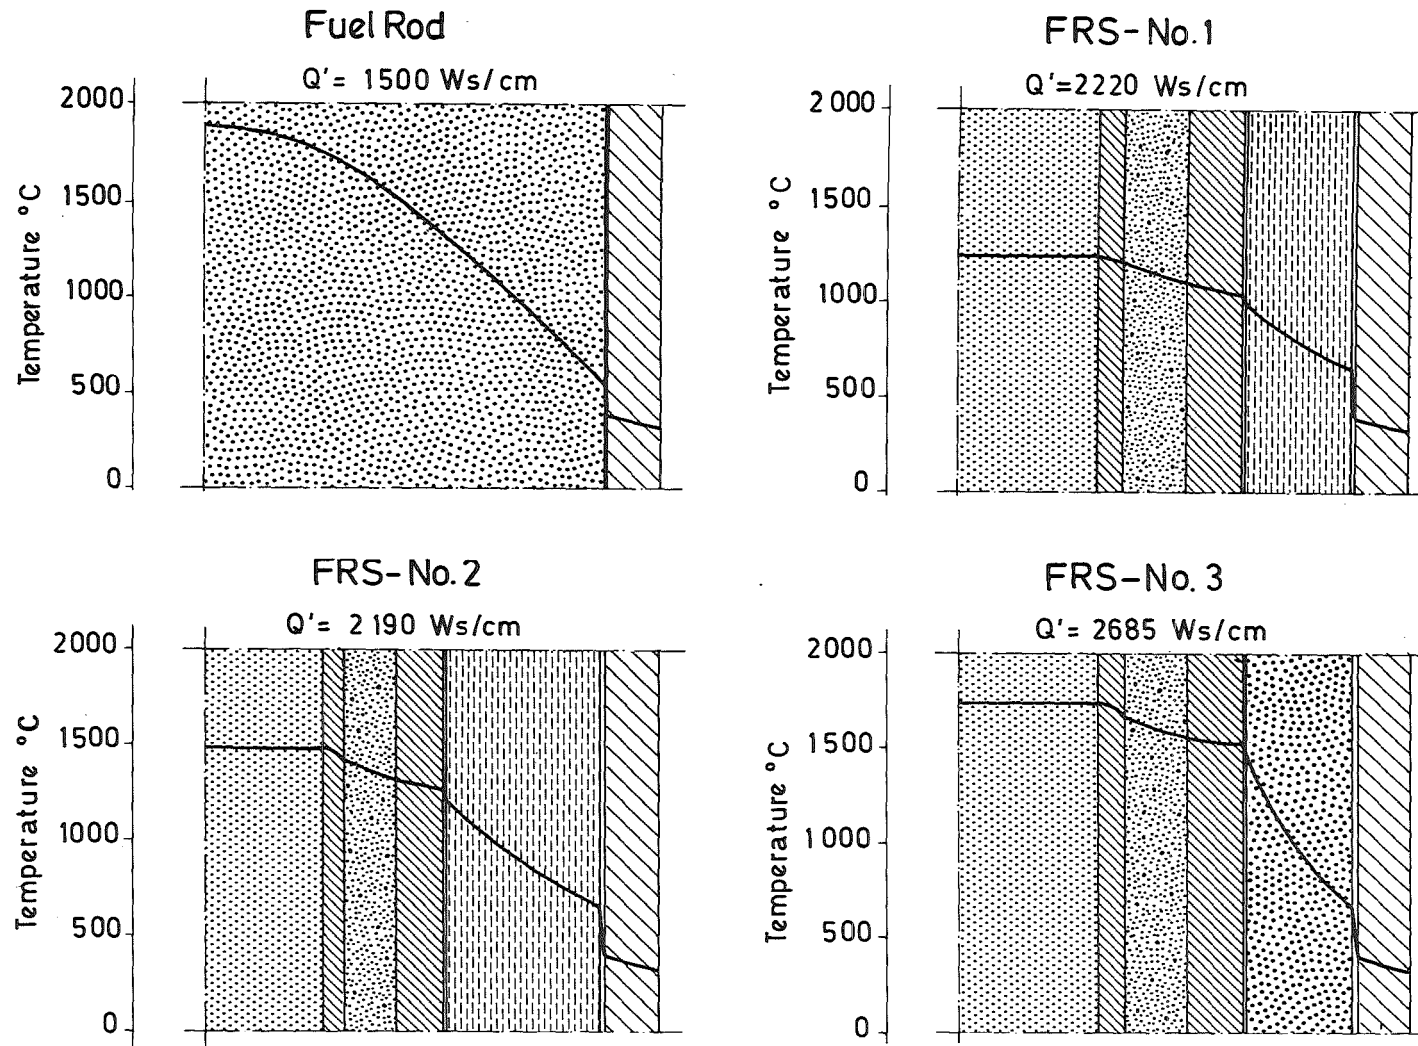 Fuel Rod
Q'= 1500 Ws/cm
2000
1500
1000
500
0
Temperature °C
FRS-No.1
Q'=2220 Ws/cm
2000
1500
1000
500
0
Temperature °C
FRS-No.2
Q'= 2190 Ws/cm
2000
1500
1000
500
0
Temperature °C
FRS-No.3
Q'= 2685 Ws/cm
2000
1500
1000
500
0
Temperature °C